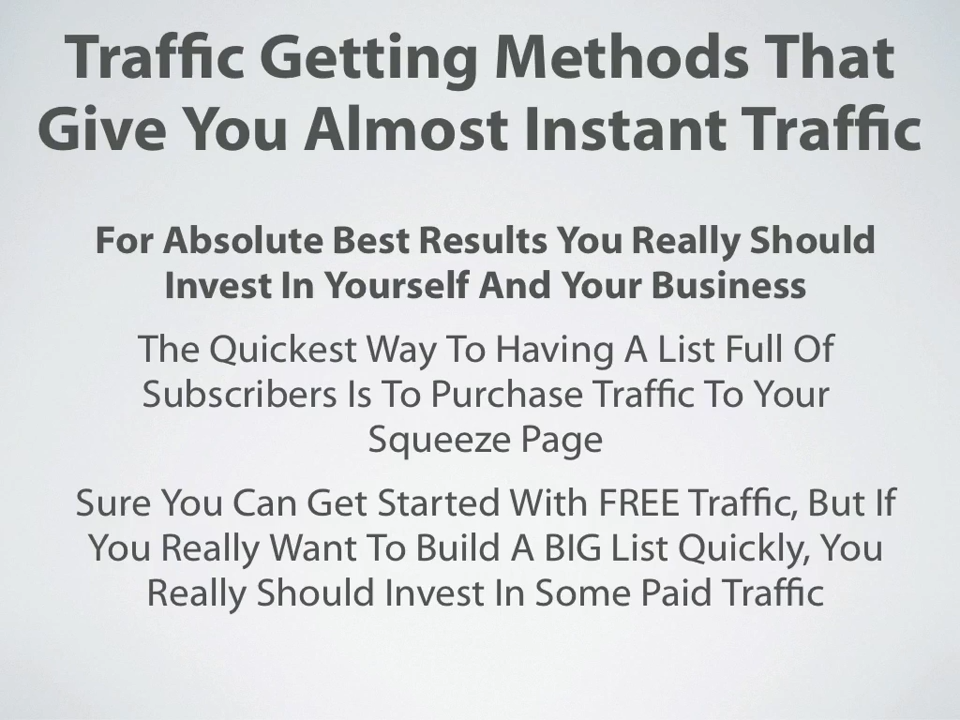 Traffic Getting Methods That
Give You Almost Instant Traffic
For Absolute Best Results You Really Should
Invest In Yourself And Your Business
The Quickest Way To Having A List Full Of
Subscribers Is To Purchase Traffic To Your
Squeeze Page
Sure You Can Get Started With FREE Traffic, But If
You Really Want To Build A BIG List Quickly, You
Really Should Invest In Some Paid Traffic